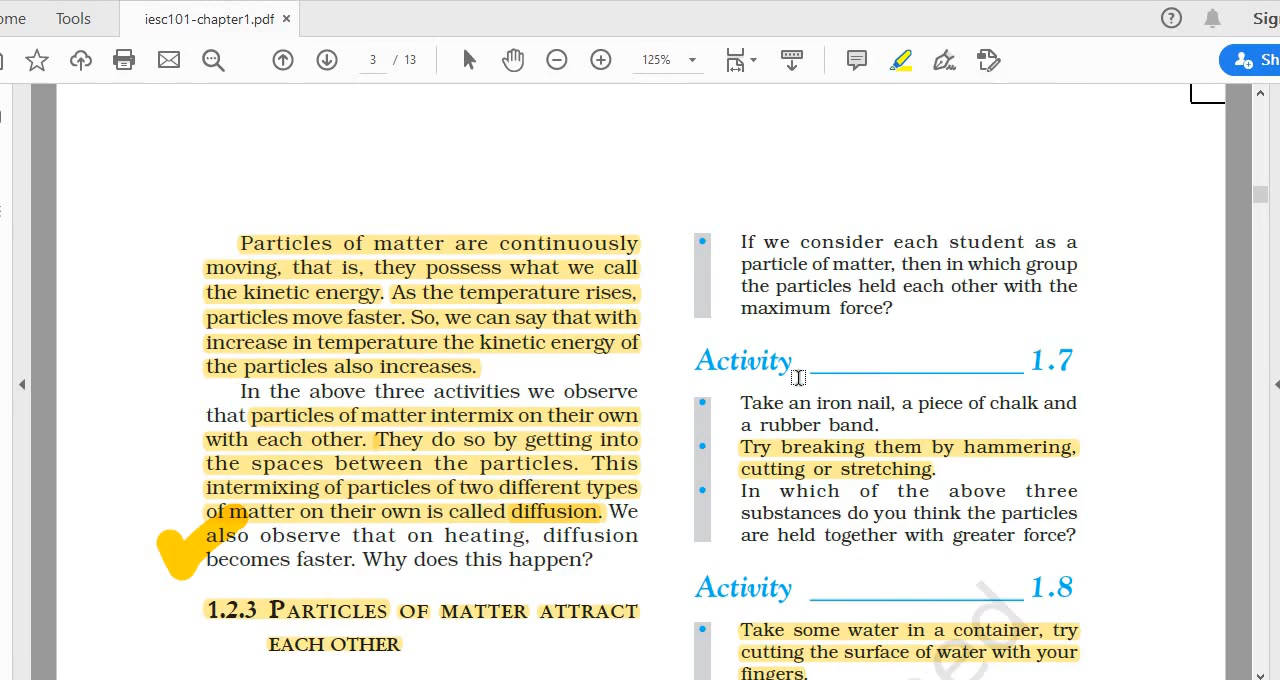 ome
Tools
iesc101-chapter1.pdf ×
?
Sig
3 / 13
125%
Sh
Particles of matter are continuously
moving, that is, they possess what we call
the kinetic energy. As the temperature rises,
particles move faster. So, we can say that with
increase in temperature the kinetic energy of
the particles also increases.
In the above three activities we observe
that particles of matter intermix on their own
with each other. They do so by getting into
the spaces between the particles. This
intermixing of particles of two different types
of matter on their own is called diffusion. We
also observe that on heating, diffusion
becomes faster. Why does this happen?
1.2.3 PARTICLES OF MATTER ATTRACT
EACH OTHER
• If we consider each student as a
particle of matter, then in which group
the particles held each other with the
maximum force?
Activity ______________ 1.7
• Take an iron nail, a piece of chalk and
a rubber band.
• Try breaking them by hammering,
cutting or stretching.
• In which of the above three
substances do you think the particles
are held together with greater force?
Activity ______________ 1.8
• Take some water in a container, try
cutting the surface of water with your
fingers.